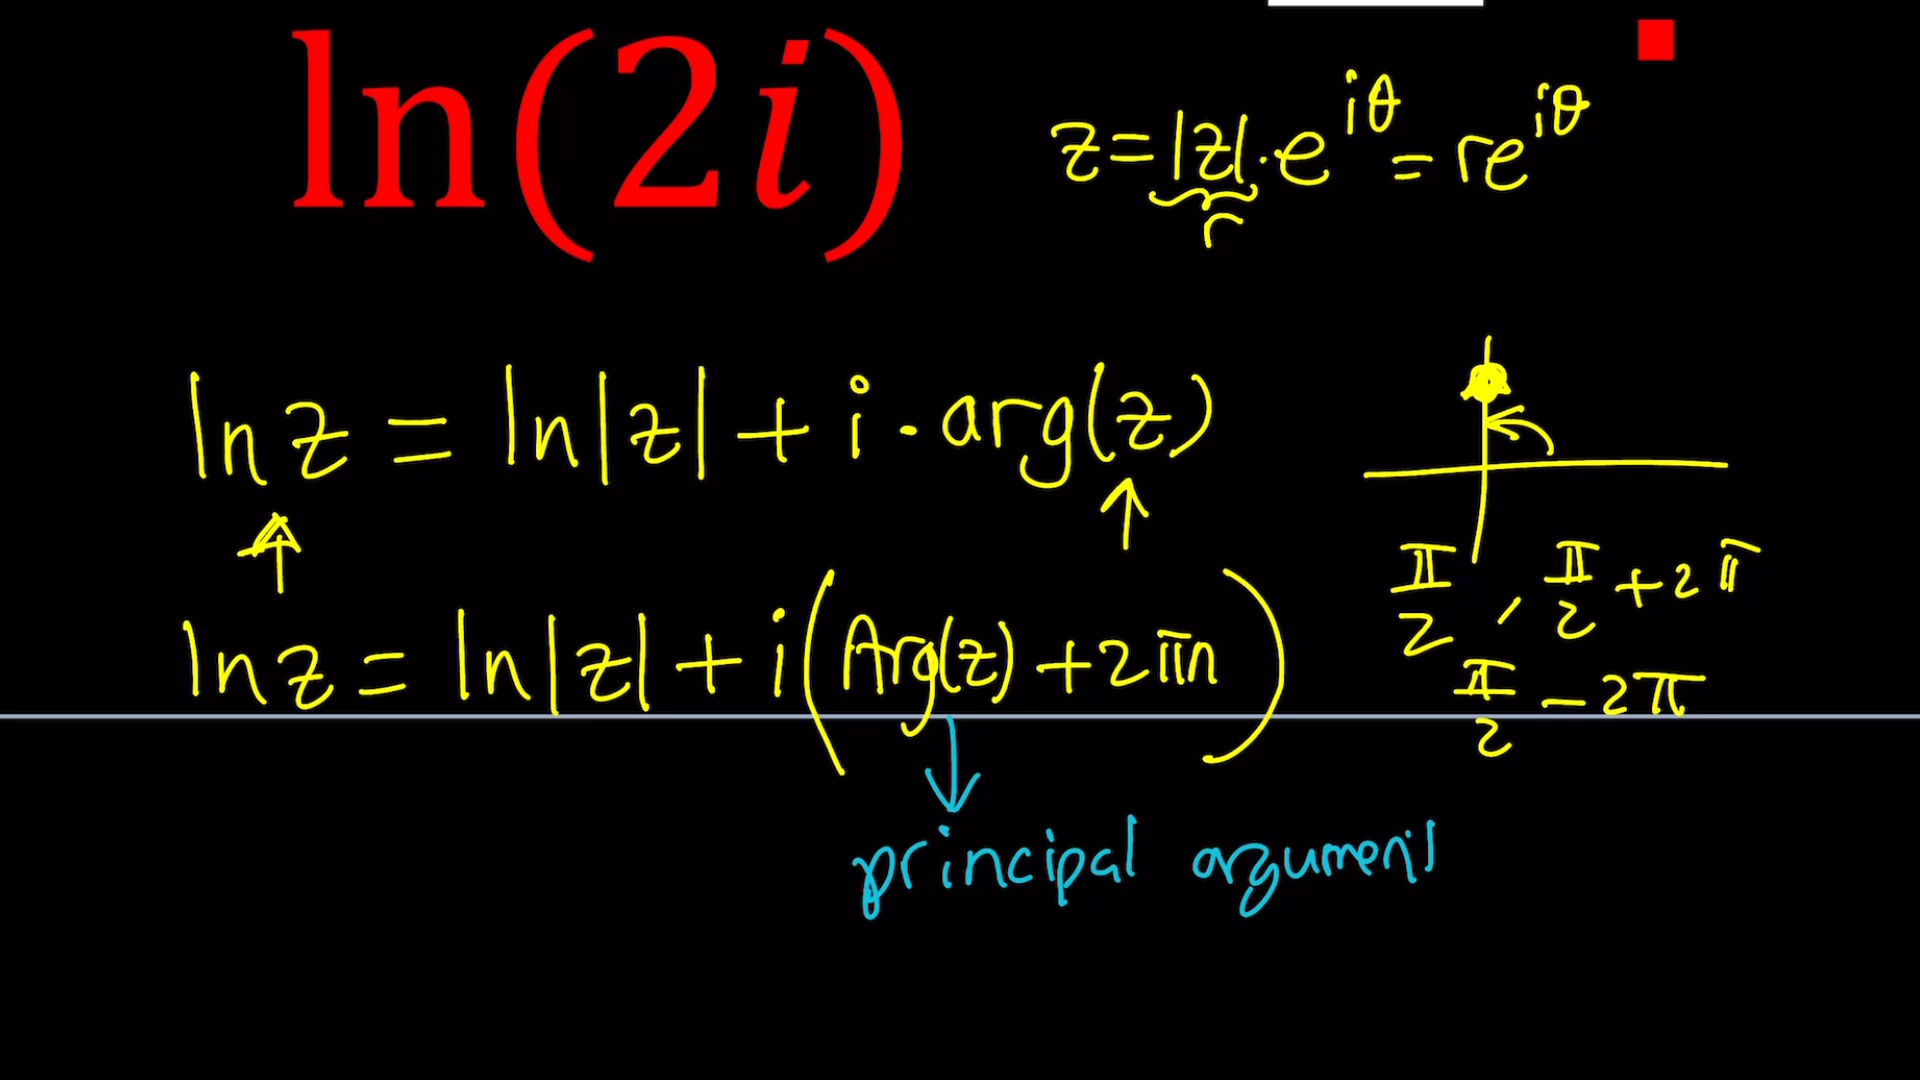 ln(2i)
z = |z| · e^{iθ} = re^{iθ}
r
ln z = ln|z| + i · arg(z)
π/2 , π/2 + 2π
π/2 − 2π
ln z = ln|z| + i(Arg(z) + 2πn)
principal argument